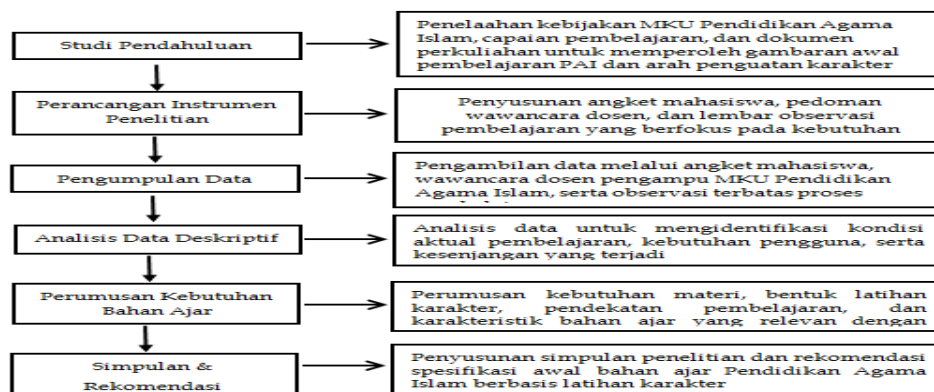 Studi Pendahuluan
Penelaahan kebijakan MKU Pendidikan Agama
Islam, capaian pembelajaran, dan dokumen
perkuliahan untuk memperoleh gambaran awal
pembelajaran PAI dan arah penguatan karakter
Perancangan Instrumen
Penelitian
Penyusunan angket mahasiswa, pedoman
wawancara dosen, dan lembar observasi
pembelajaran yang berfokus pada kebutuhan
Pengumpulan Data
Pengambilan data melalui angket mahasiswa,
wawancara dosen pengampu MKU Pendidikan
Agama Islam, serta observasi terbatas proses
Analisis Data Deskriptif
Analisis data untuk mengidentifikasi kondisi
aktual pembelajaran, kebutuhan pengguna, serta
kesenjangan yang terjadi
Perumusan Kebutuhan
Bahan Ajar
Perumusan kebutuhan materi, bentuk latihan
karakter, pendekatan pembelajaran, dan
karakteristik bahan ajar yang relevan dengan
Simpulan &
Rekomendasi
Penyusunan simpulan penelitian dan rekomendasi
spesifikasi awal bahan ajar Pendidikan Agama
Islam berbasis latihan karakter